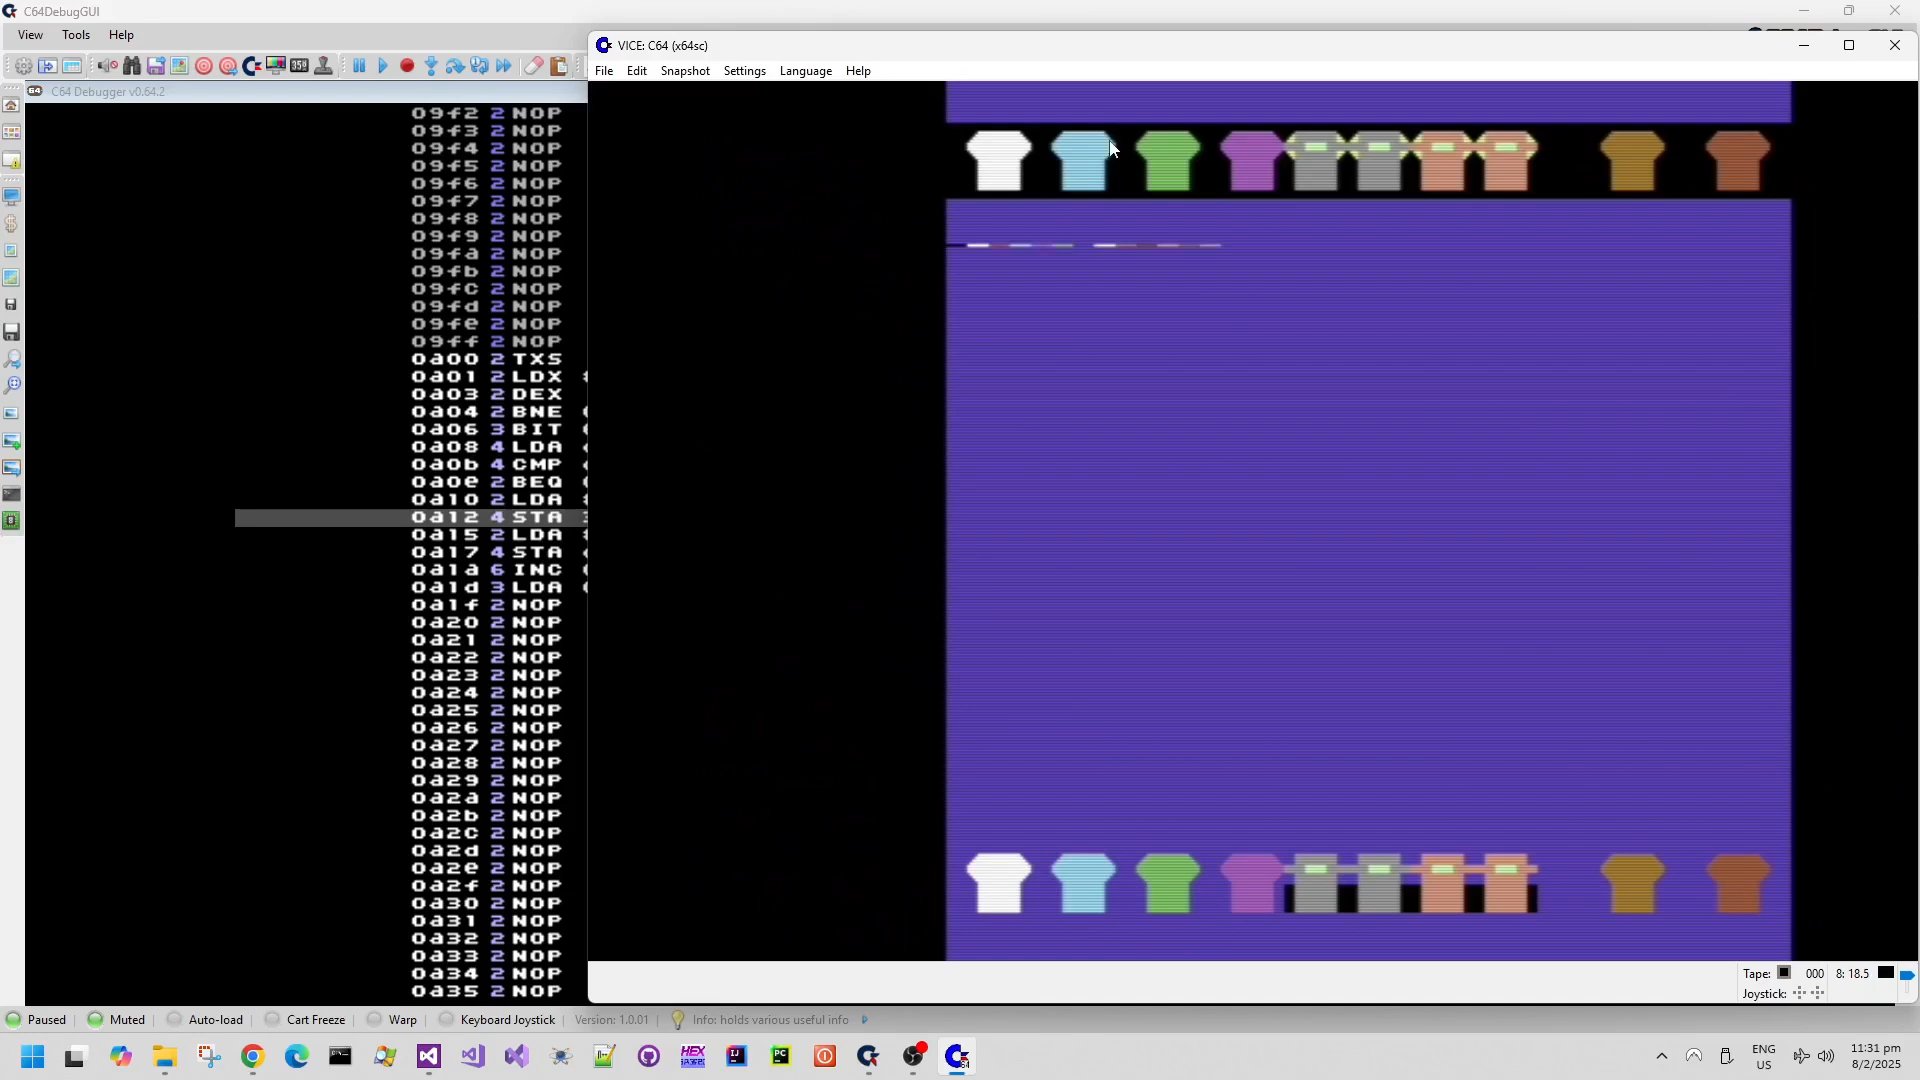 C64DebugGUI
View Tools Help
VICE: C64 (x64sc)
File Edit Snapshot Settings Language Help
C64 Debugger v0.64.2
09f2 2 NOP
09f3 2 NOP
09f4 2 NOP
09f5 2 NOP
09f6 2 NOP
09f7 2 NOP
09f8 2 NOP
09f9 2 NOP
09fa 2 NOP
09fb 2 NOP
09fc 2 NOP
09fd 2 NOP
09fe 2 NOP
09ff 2 NOP
0a00 2 TXS
0a01 2 LDX
0a03 2 DEX
0a04 2 BNE
0a06 3 BIT
0a08 4 LDA
0a0b 4 CMP
0a0e 2 BEQ
0a10 2 LDA
0a12 4 STA
0a15 2 LDA
0a17 4 STA
0a1a 6 INC
0a1d 3 LDA
0a1f 2 NOP
0a20 2 NOP
0a21 2 NOP
0a22 2 NOP
0a23 2 NOP
0a24 2 NOP
0a25 2 NOP
0a26 2 NOP
0a27 2 NOP
0a28 2 NOP
0a29 2 NOP
0a2a 2 NOP
0a2b 2 NOP
0a2c 2 NOP
0a2d 2 NOP
0a2e 2 NOP
0a2f 2 NOP
0a30 2 NOP
0a31 2 NOP
0a32 2 NOP
0a33 2 NOP
0a34 2 NOP
0a35 2 NOP
Tape: 000 8: 18.5
Joystick:
Paused Muted Auto-load Cart Freeze Warp Keyboard Joystick Version: 1.0.01 Info: holds various useful info
ENG 11:31 pm
US 8/2/2025